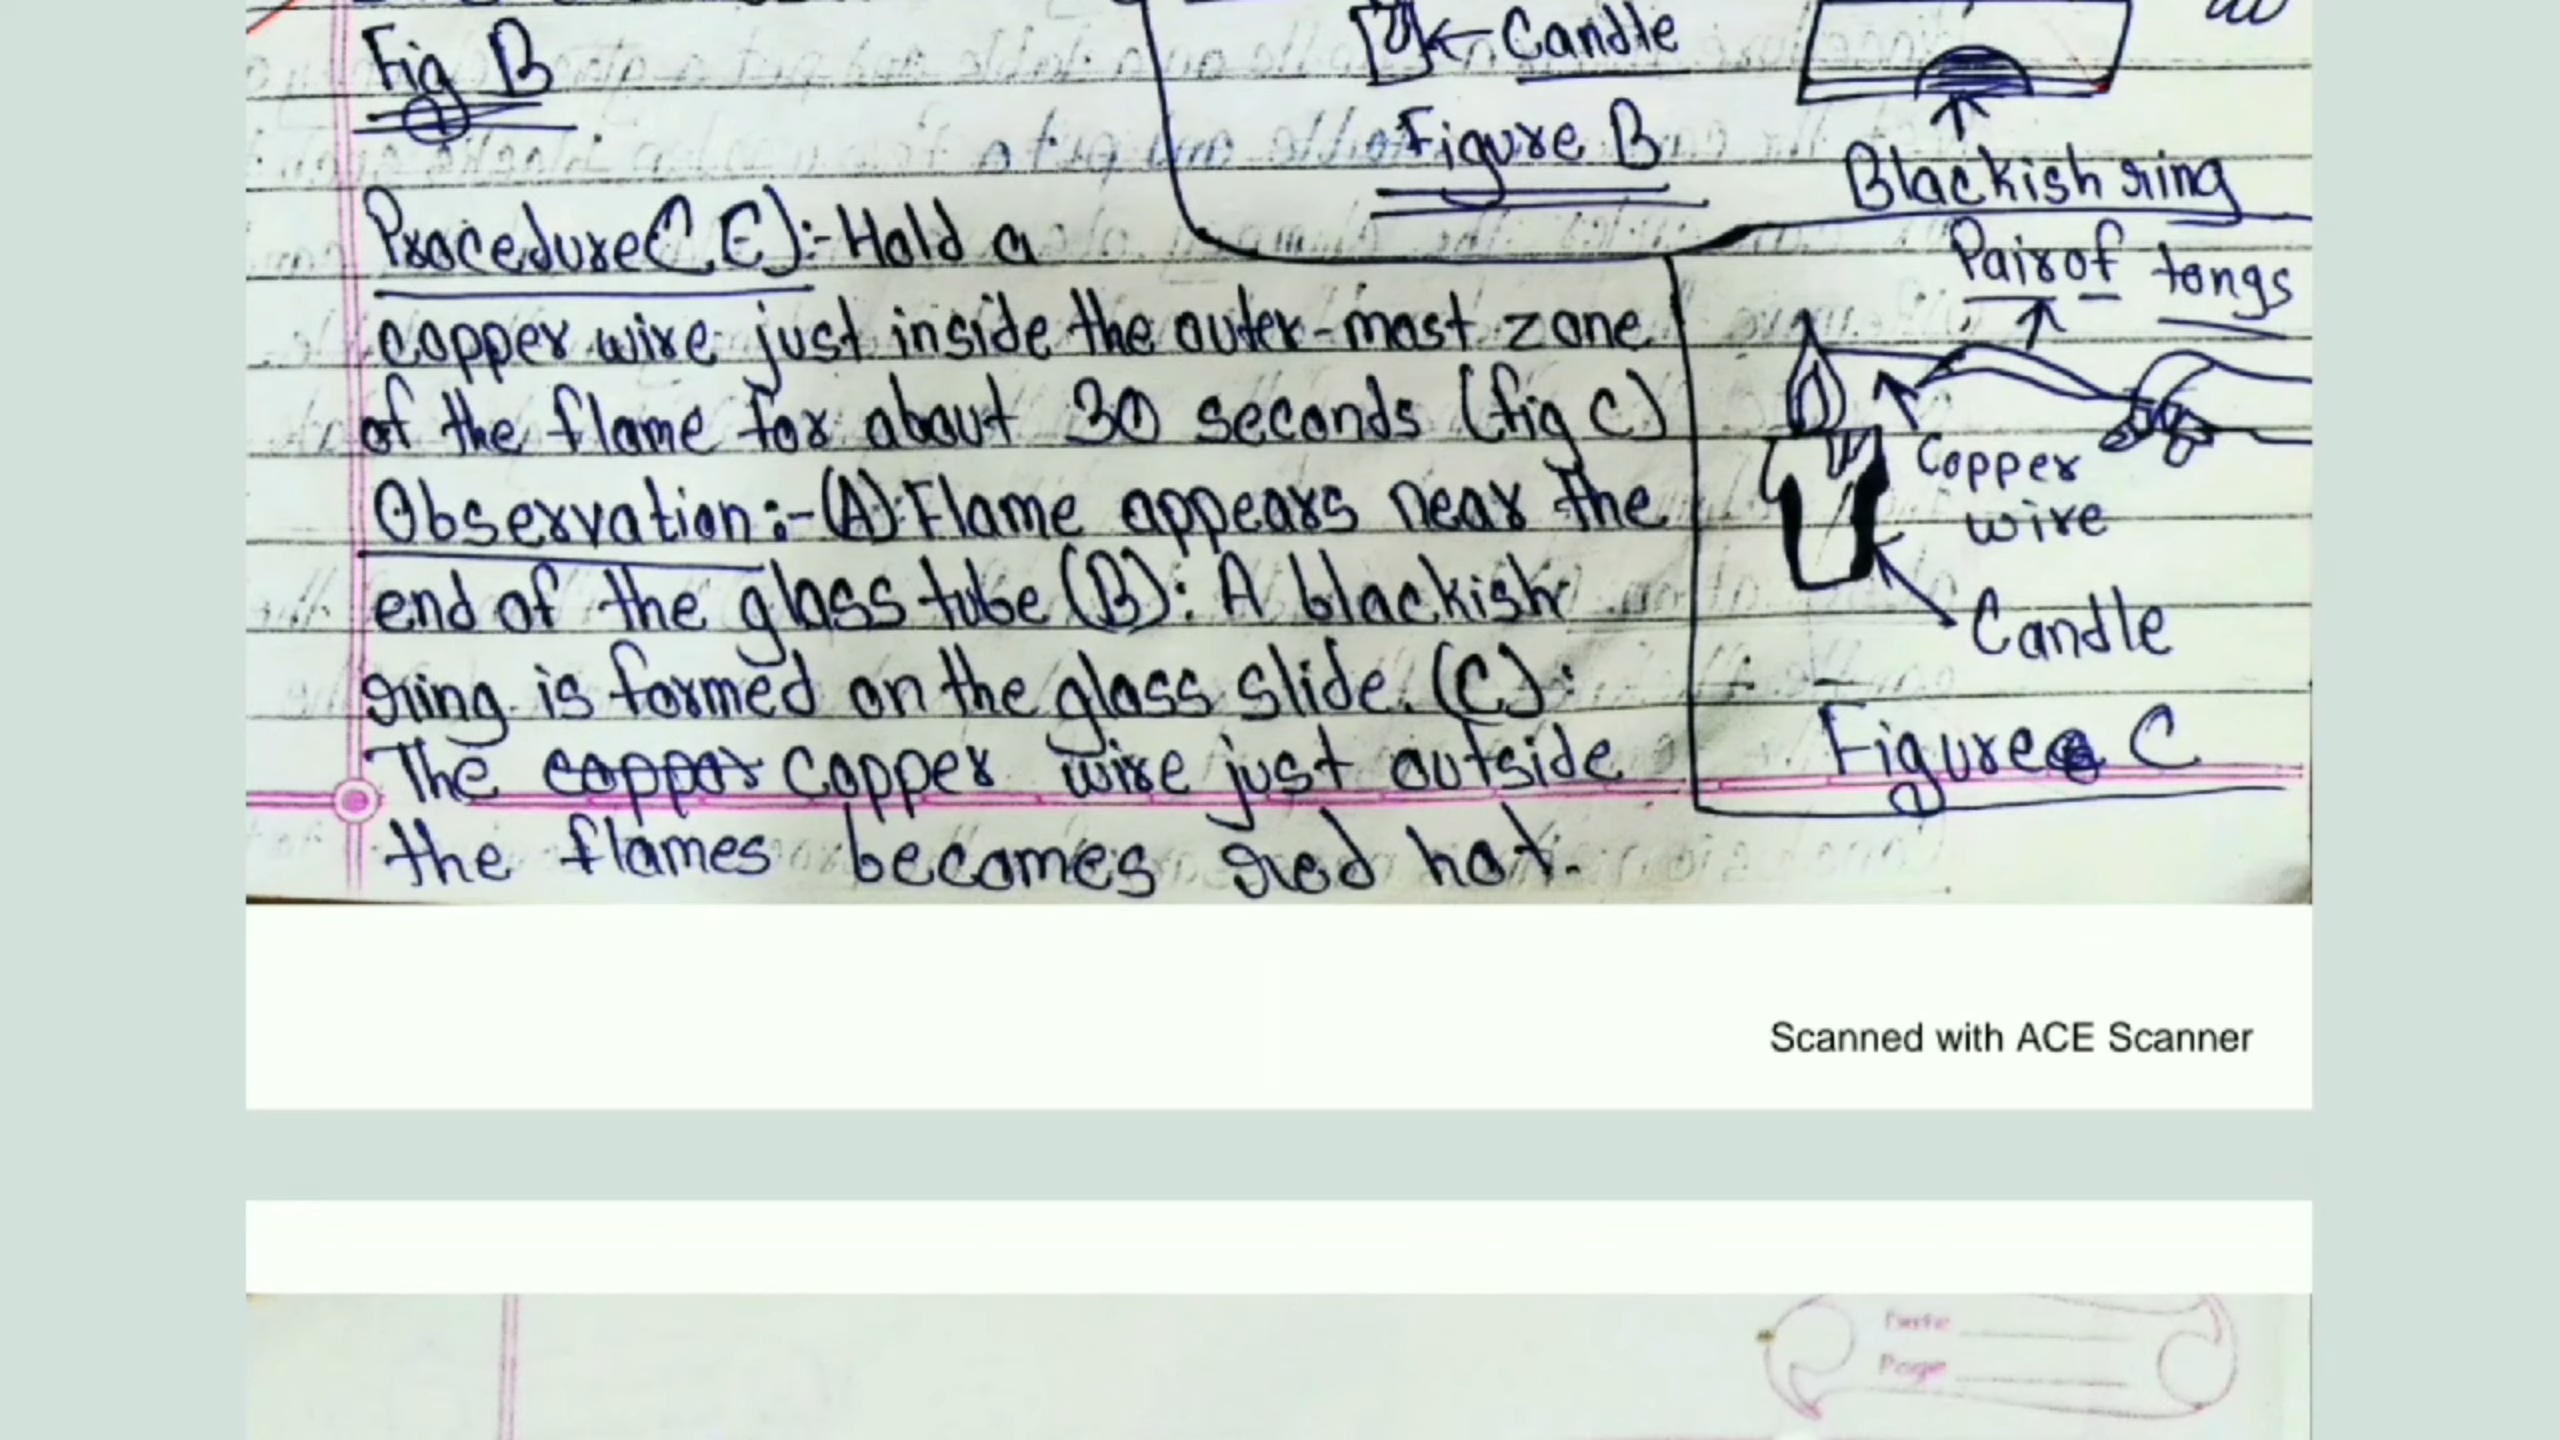 Fig B
← Candle
Figure B
Blackish ring
Procedure(C):- Hold a
copper wire just inside the outer-most zone
of the flame for about 30 seconds (fig C)
Observation:-(A):Flame appears near the
end of the glass tube (B): A blackish
ring is formed on the glass slide. (C):
The coppor Copper wire just outside
the flames becomes red hot.
Pair of tongs
Copper
wire
Candle
Figure C
Scanned with ACE Scanner
Date
Page